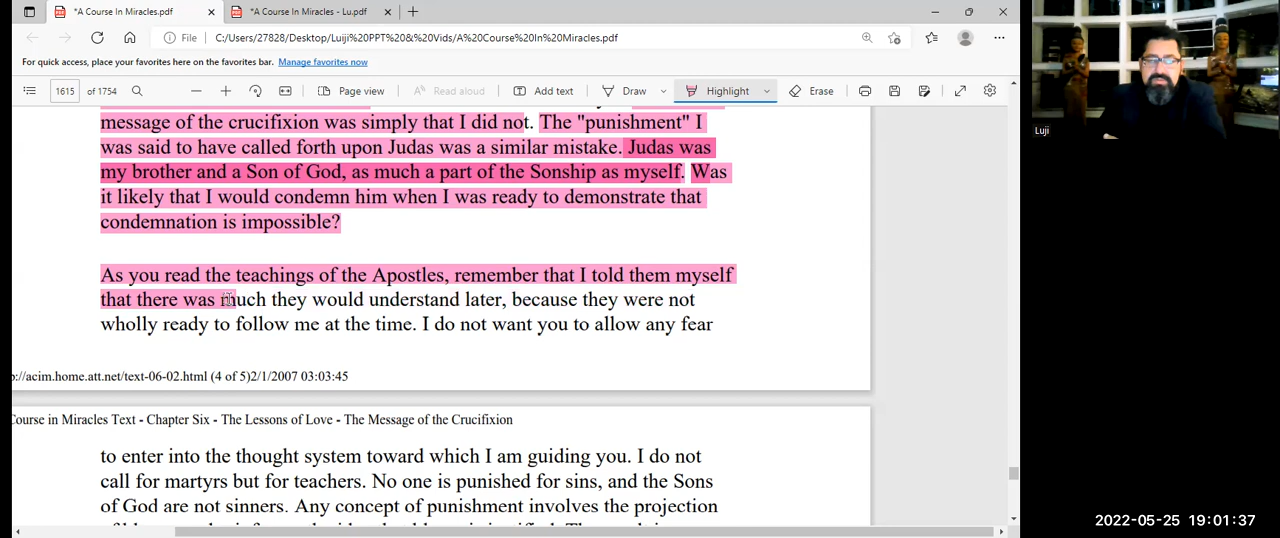 *A Course In Miracles.pdf
*A Course In Miracles - Lu.pdf
File
C:/Users/27828/Desktop/Luiji%20PPT%20&%20Vids/A%20Course%20In%20Miracles.pdf
For quick access, place your favorites here on the favorites bar. Manage favorites now
1615 of 1754
Page view
Read aloud
Add text
Draw
Highlight
Erase
message of the crucifixion was simply that I did not. The "punishment" I
was said to have called forth upon Judas was a similar mistake. Judas was
my brother and a Son of God, as much a part of the Sonship as myself. Was
it likely that I would condemn him when I was ready to demonstrate that
condemnation is impossible?
As you read the teachings of the Apostles, remember that I told them myself
that there was much they would understand later, because they were not
wholly ready to follow me at the time. I do not want you to allow any fear
p://acim.home.att.net/text-06-02.html (4 of 5)2/1/2007 03:03:45
Course in Miracles Text - Chapter Six - The Lessons of Love - The Message of the Crucifixion
to enter into the thought system toward which I am guiding you. I do not
call for martyrs but for teachers. No one is punished for sins, and the Sons
of God are not sinners. Any concept of punishment involves the projection
Luji
2022-05-25 19:01:37